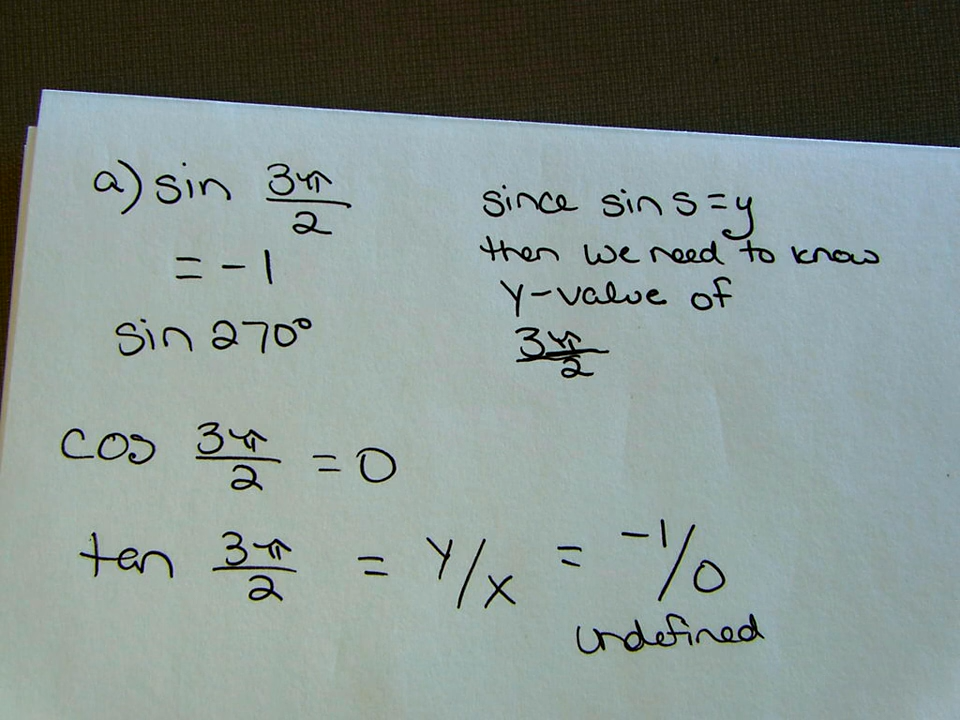 a) sin 3π/2
= -1
sin 270°
since sin s = y
then we need to know
y-value of
3π/2
cos 3π/2 = 0
tan 3π/2 = y/x = -1/0
undefined